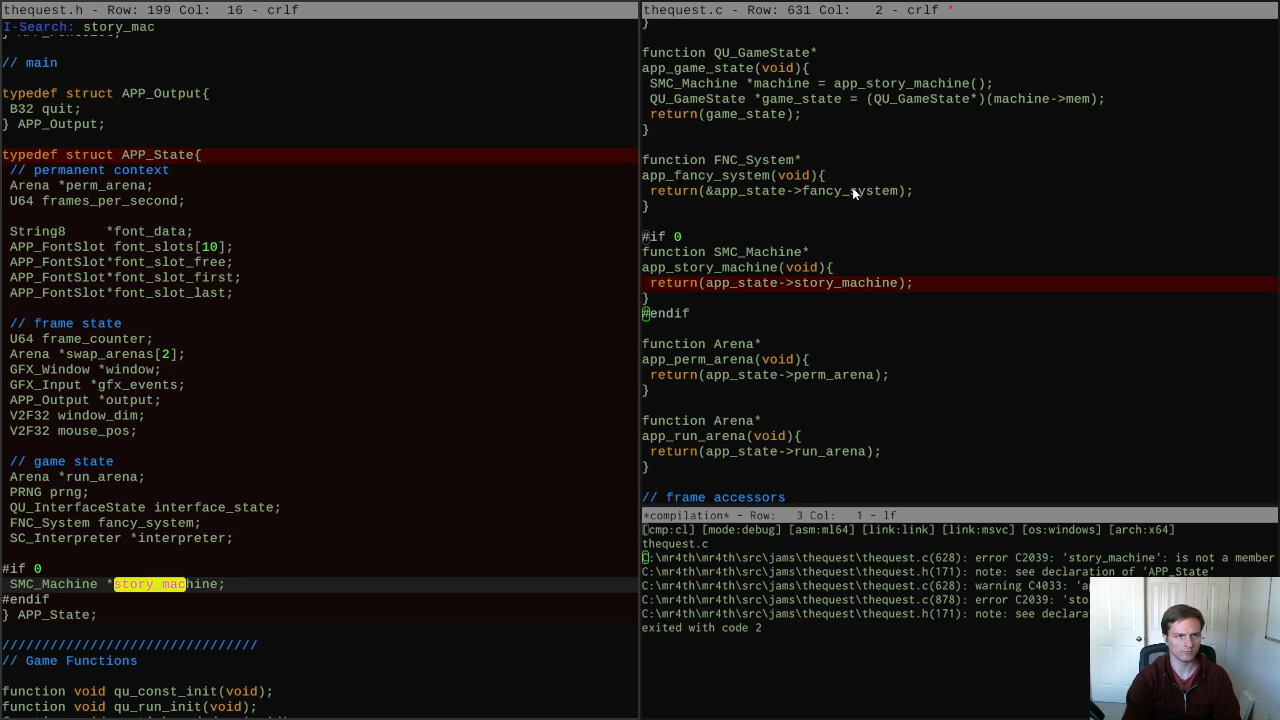 thequest.h - Row: 199 Col:  16 - crlf
I-Search: story_mac
// main
typedef struct APP_Output{
B32 quit;
} APP_Output;
typedef struct APP_State{
// permanent context
Arena *perm_arena;
U64 frames_per_second;
String8     *font_data;
APP_FontSlot font_slots[10];
APP_FontSlot*font_slot_free;
APP_FontSlot*font_slot_first;
APP_FontSlot*font_slot_last;
// frame state
U64 frame_counter;
Arena *swap_arenas[2];
GFX_Window *window;
GFX_Input *gfx_events;
APP_Output *output;
V2F32 window_dim;
V2F32 mouse_pos;
// game state
Arena *run_arena;
PRNG prng;
QU_InterfaceState interface_state;
FNC_System fancy_system;
SC_Interpreter *interpreter;
#if 0
SMC_Machine *story_machine;
#endif
} APP_State;
////////////////////////////////
// Game Functions
function void qu_const_init(void);
function void qu_run_init(void);
thequest.c - Row: 631 Col:   2 - crlf *
}
function QU_GameState*
app_game_state(void){
SMC_Machine *machine = app_story_machine();
QU_GameState *game_state = (QU_GameState*)(machine->mem);
return(game_state);
}
function FNC_System*
app_fancy_system(void){
return(&app_state->fancy_system);
}
#if 0
function SMC_Machine*
app_story_machine(void){
return(app_state->story_machine);
}
#endif
function Arena*
app_perm_arena(void){
return(app_state->perm_arena);
}
function Arena*
app_run_arena(void){
return(app_state->run_arena);
}
// frame accessors
*compilation* - Row:   3 Col:   1 - lf
[cmp:cl] [mode:debug] [asm:ml64] [link:link] [link:msvc] [os:windows] [arch:x64]
thequest.c
C:\mr4th\mr4th\src\jams\thequest\thequest.c(628): error C2039: 'story_machine': is not a member
C:\mr4th\mr4th\src\jams\thequest\thequest.h(171): note: see declaration of 'APP_State'
C:\mr4th\mr4th\src\jams\thequest\thequest.c(628): warning C4033: 'a
C:\mr4th\mr4th\src\jams\thequest\thequest.c(878): error C2039: 'sto
C:\mr4th\mr4th\src\jams\thequest\thequest.h(171): note: see declara
exited with code 2